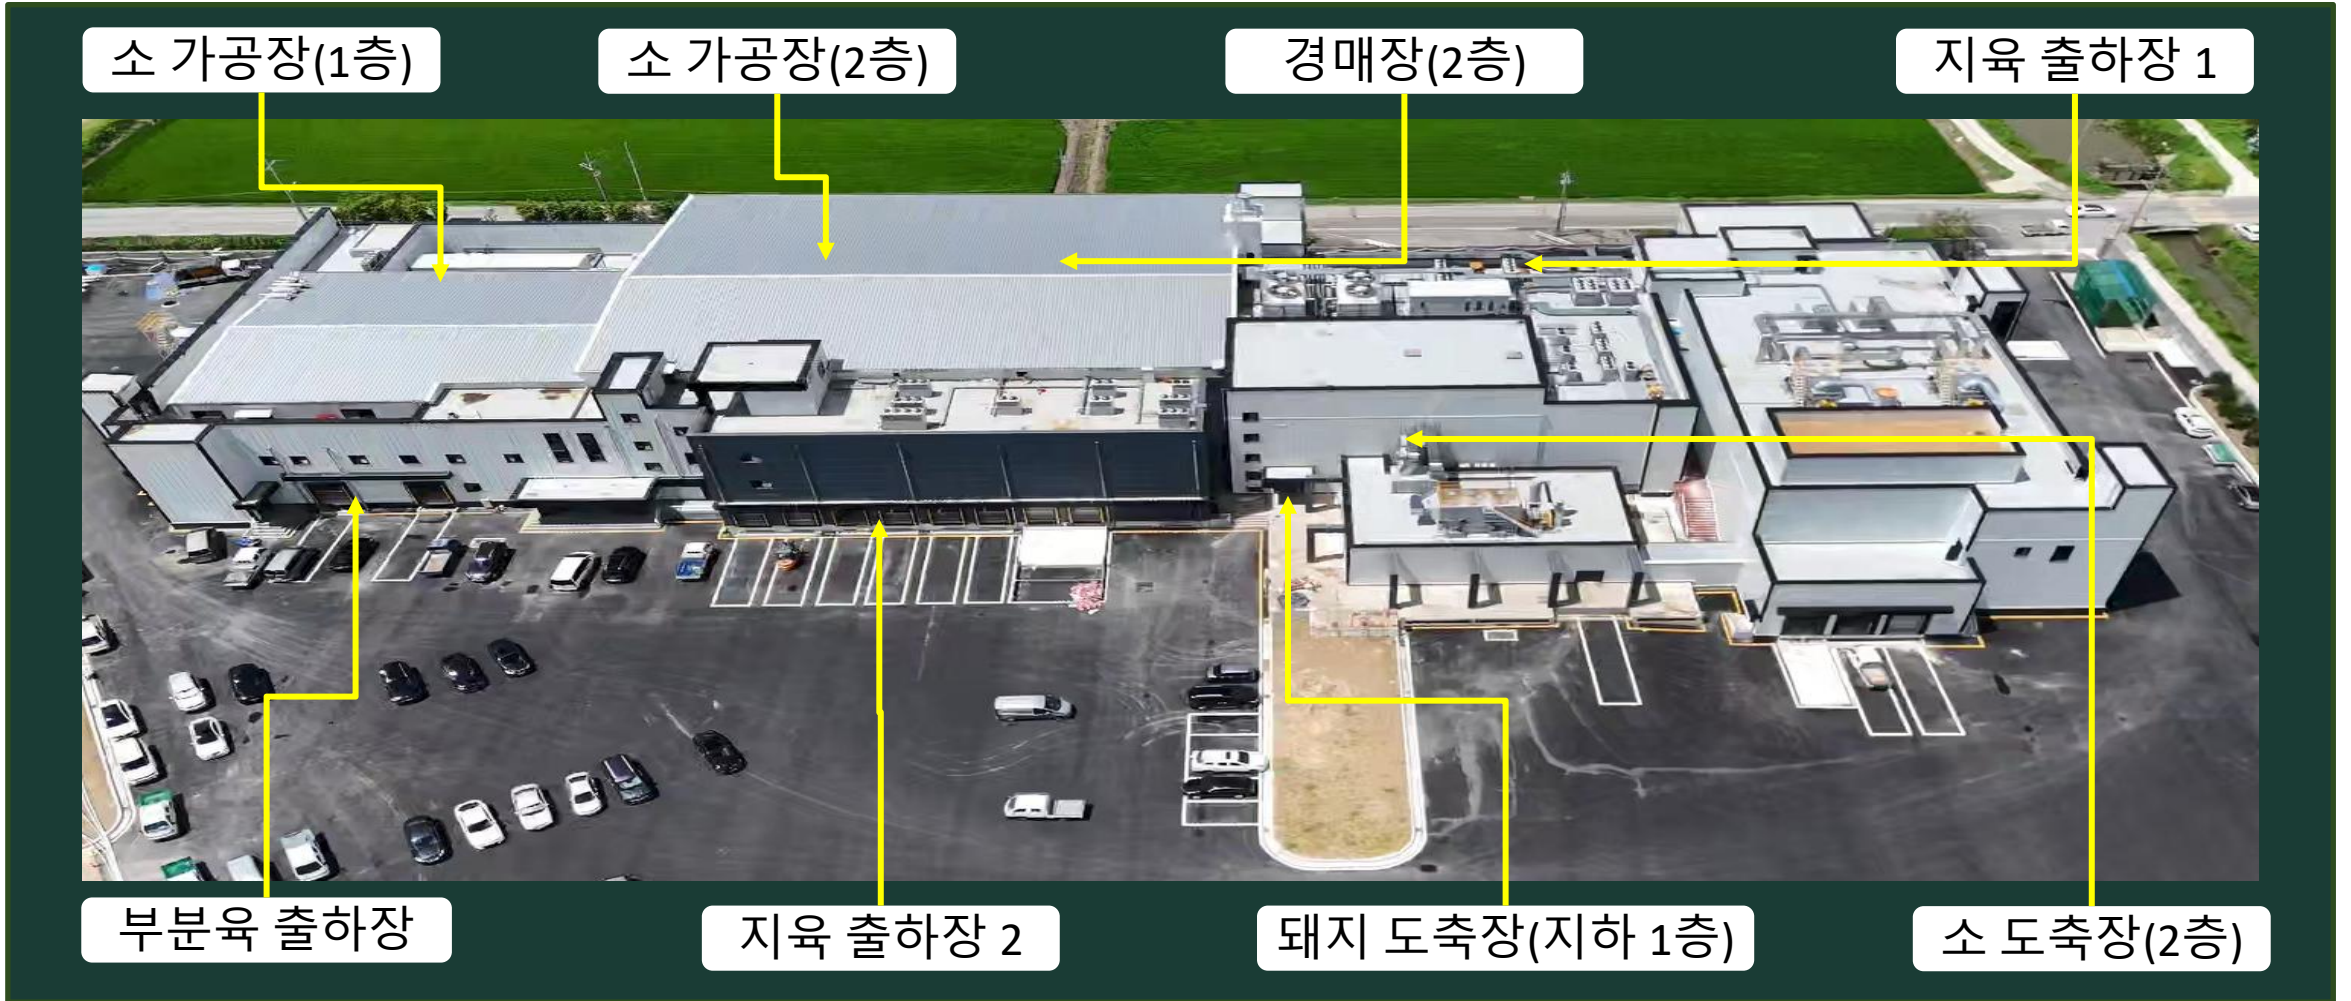 소 가공장(1층)
소 가공장(2층)
경매장(2층)
지육 출하장 1
부분육 출하장
지육 출하장 2
돼지 도축장(지하 1층)
소 도축장(2층)